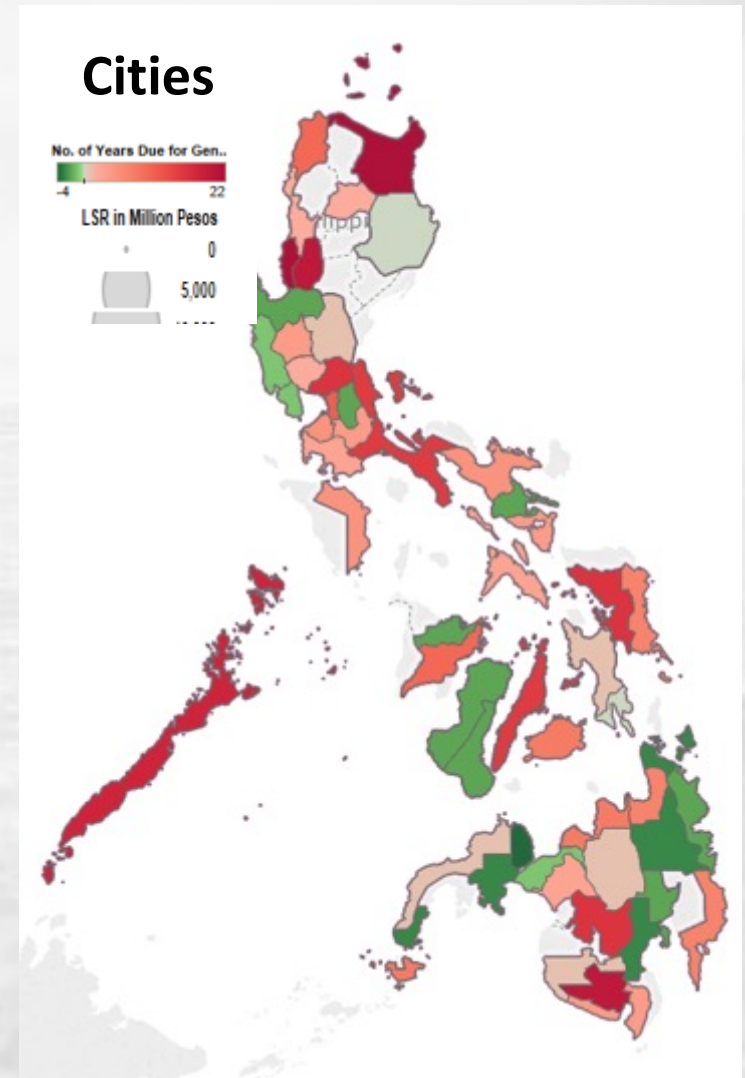 Cities
No. of Years Due for Gen..
-4 22
LSR in Million Pesos
0
5,000